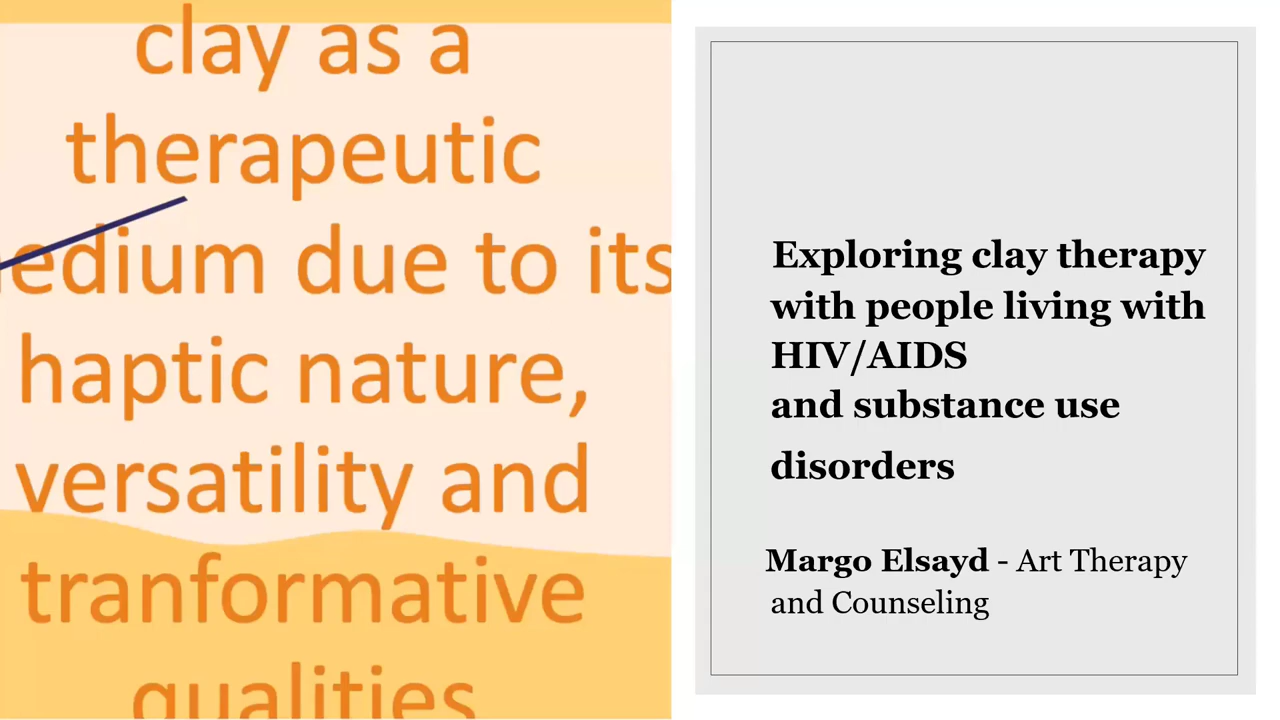 clay as a
therapeutic
edium due to its
haptic nature,
versatility and
tranformative
qualities
Exploring clay therapy
with people living with
HIV/AIDS
and substance use
disorders
Margo Elsayd - Art Therapy
and Counseling